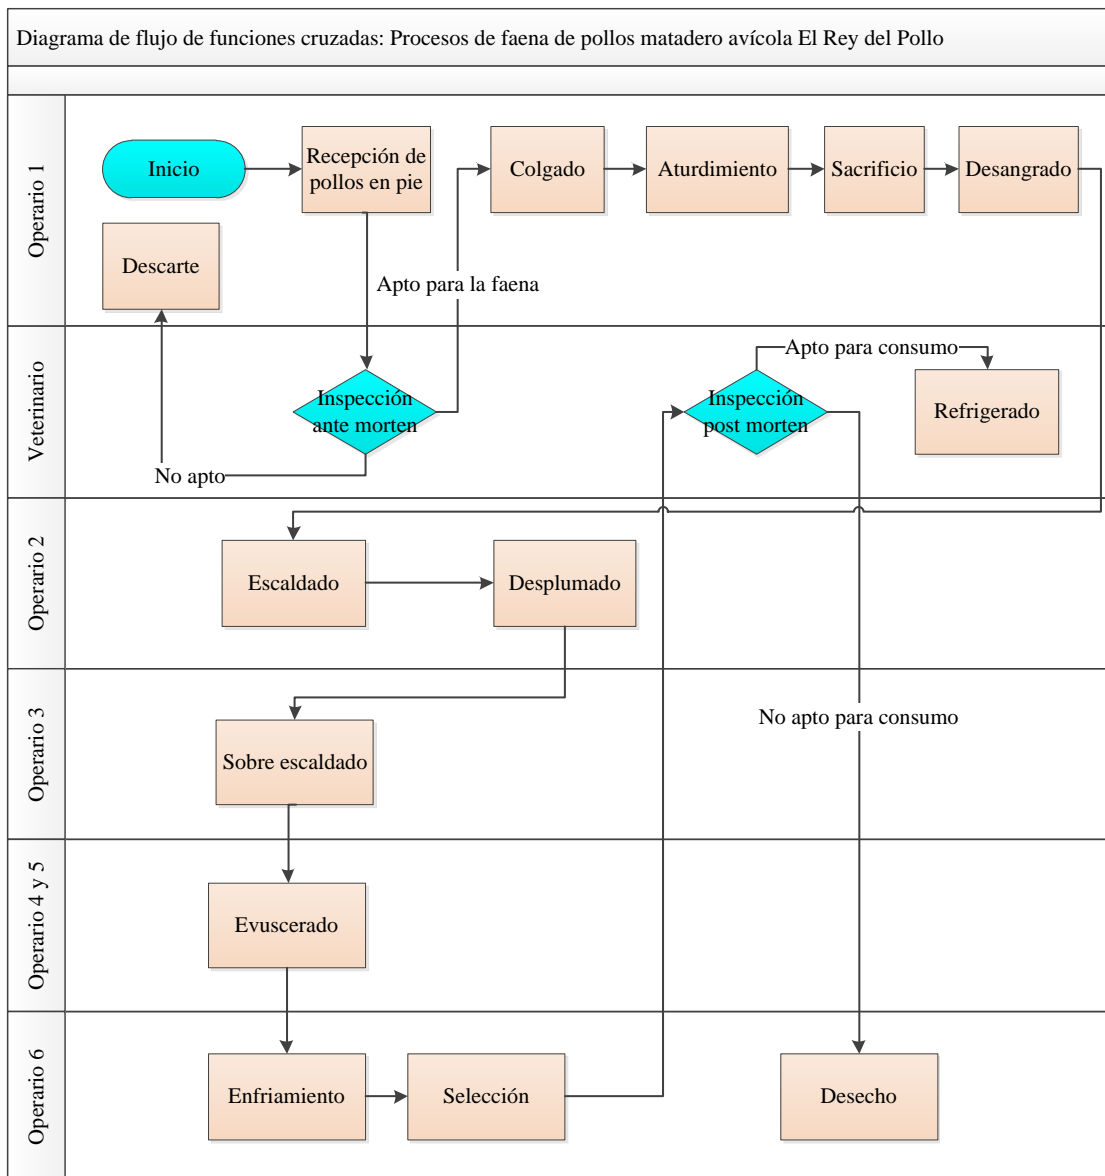 Diagrama de flujo de funciones cruzadas: Procesos de faena de pollos matadero avícola El Rey del Pollo
Operario 1
Inicio
Recepción de
pollos en pie
Colgado
Aturdimiento
Sacrificio
Desangrado
Descarte
Apto para la faena
Veterinario
Inspección
ante morten
No apto
Apto para consumo
Inspección
post morten
Refrigerado
Operario 2
Escaldado
Desplumado
Operario 3
Sobre escaldado
No apto para consumo
Operario 4 y 5
Evuscerado
Operario 6
Enfriamiento
Selección
Desecho